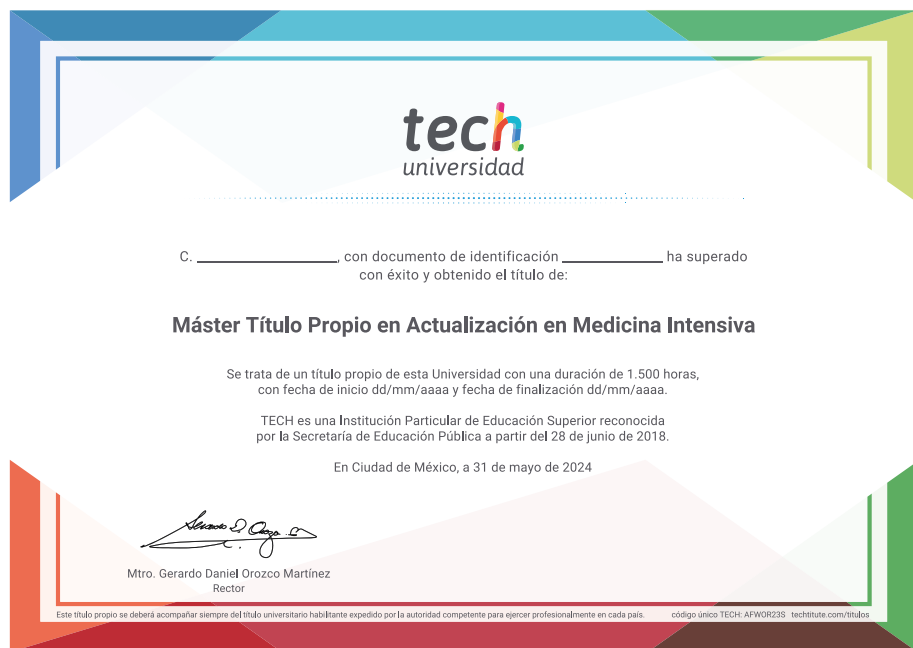 tech
universidad
C. ____________, con documento de identificación ____________ ha superado
con éxito y obtenido el título de:
Máster Título Propio en Actualización en Medicina Intensiva
Se trata de un título propio de esta Universidad con una duración de 1.500 horas,
con fecha de inicio dd/mm/aaaa y fecha de finalización dd/mm/aaaa.
TECH es una Institución Particular de Educación Superior reconocida
por la Secretaría de Educación Pública a partir del 28 de junio de 2018.
En Ciudad de México, a 31 de mayo de 2024
Mtro. Gerardo Daniel Orozco Martínez
Rector
Este título propio se deberá acompañar siempre del título universitario habilitante expedido por la autoridad competente para ejercer profesionalmente en cada país. código único TECH: AFWOR23S techtitute.com/titulos